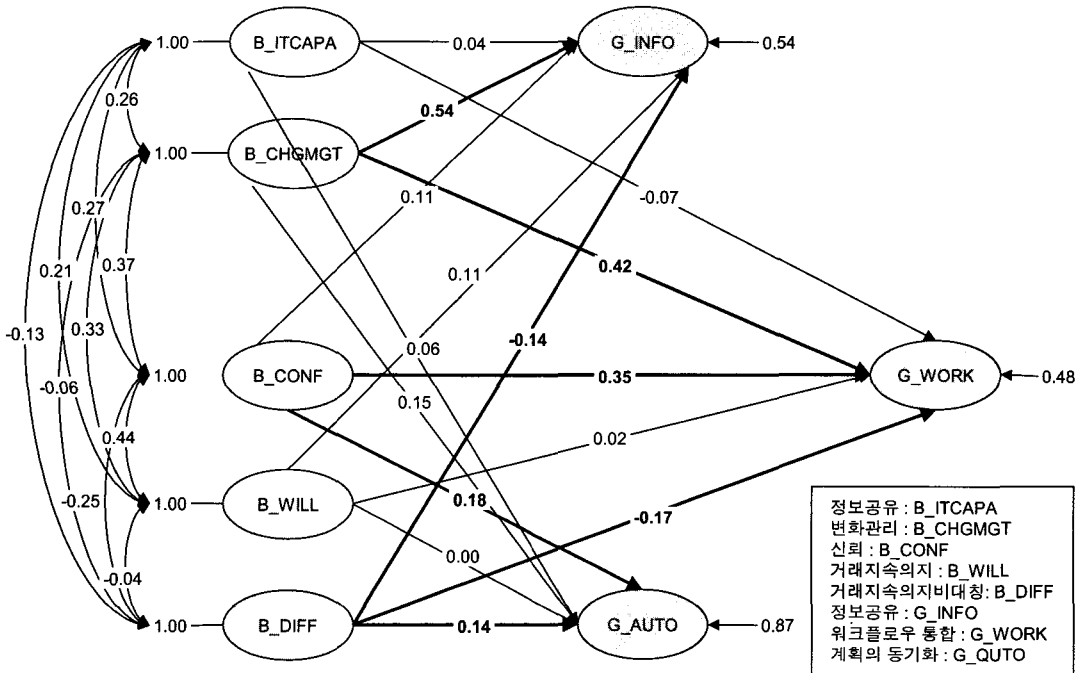 1.00
B_ITCAPA
0.04
G_INFO
0.54
0.26
0.54
1.00
B_CHGMGT
0.27
0.11
-0.07
0.21
0.37
0.42
0.11
-0.13
0.33
-0.14
0.06
1.00
B_CONF
0.35
G_WORK
0.48
-0.06
0.15
0.44
0.02
1.00
B_WILL
0.18
-0.25
-0.17
0.00
-0.04
1.00
B_DIFF
0.14
G_AUTO
0.87
정보공유 : B_ITCAPA
변화관리 : B_CHGMGT
신뢰 : B_CONF
거래지속의지 : B_WILL
거래지속의지비대칭: B_DIFF
정보공유 : G_INFO
워크플로우 통합 : G_WORK
계획의 동기화 : G_QUTO